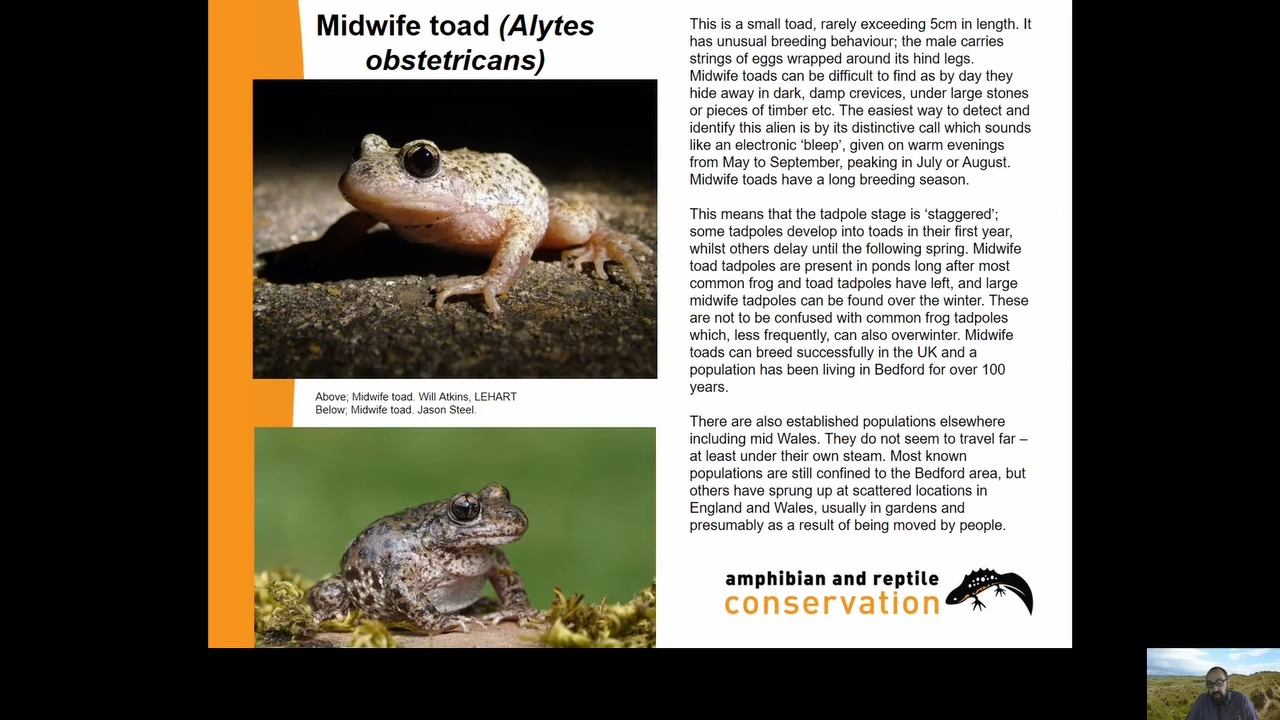 Midwife toad (Alytes
obstetricans)
Above; Midwife toad. Will Atkins, LEHART
Below; Midwife toad. Jason Steel.
This is a small toad, rarely exceeding 5cm in length. It
has unusual breeding behaviour; the male carries
strings of eggs wrapped around its hind legs.
Midwife toads can be difficult to find as by day they
hide away in dark, damp crevices, under large stones
or pieces of timber etc. The easiest way to detect and
identify this alien is by its distinctive call which sounds
like an electronic ‘bleep’, given on warm evenings
from May to September, peaking in July or August.
Midwife toads have a long breeding season.
This means that the tadpole stage is ‘staggered’;
some tadpoles develop into toads in their first year,
whilst others delay until the following spring. Midwife
toad tadpoles are present in ponds long after most
common frog and toad tadpoles have left, and large
midwife tadpoles can be found over the winter. These
are not to be confused with common frog tadpoles
which, less frequently, can also overwinter. Midwife
toads can breed successfully in the UK and a
population has been living in Bedford for over 100
years.
There are also established populations elsewhere
including mid Wales. They do not seem to travel far –
at least under their own steam. Most known
populations are still confined to the Bedford area, but
others have sprung up at scattered locations in
England and Wales, usually in gardens and
presumably as a result of being moved by people.
amphibian and reptile
conservation